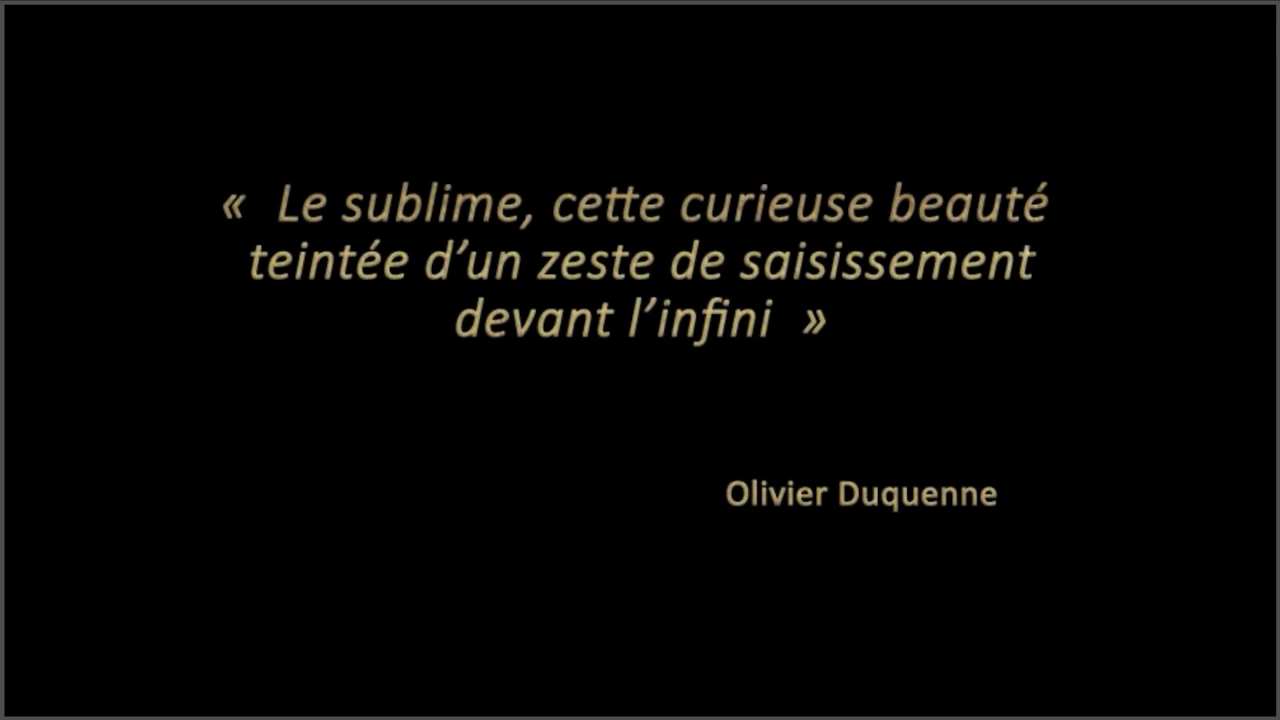 «  Le sublime, cette curieuse beauté
teintée d’un zeste de saisissement
devant l’infini  »
Olivier Duquenne